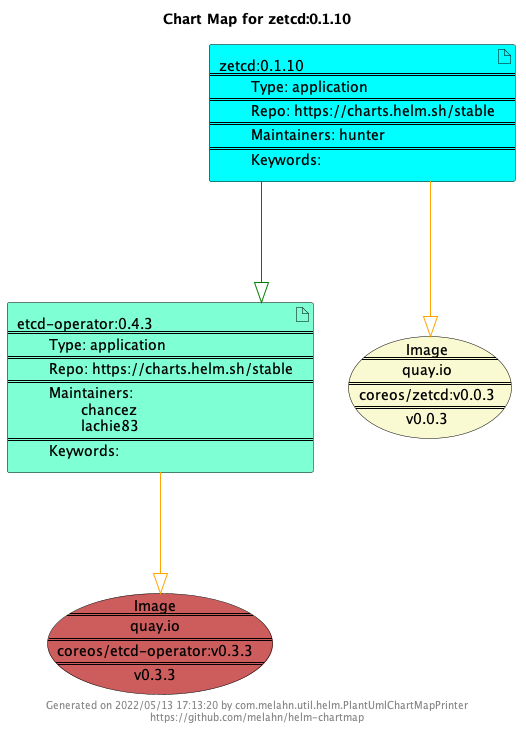 Chart Map for zetcd:0.1.10
zetcd:0.1.10
Type: application
Repo: https://charts.helm.sh/stable
Maintainers: hunter
Keywords:
etcd-operator:0.4.3
Type: application
Repo: https://charts.helm.sh/stable
Maintainers:
chancez
lachie83
Keywords:
Image
quay.io
coreos/zetcd:v0.0.3
v0.0.3
Image
quay.io
coreos/etcd-operator:v0.3.3
v0.3.3
Generated on 2022/05/13 17:13:20 by com.melahn.util.helm.PlantUmlChartMapPrinter
https://github.com/melahn/helm-chartmap